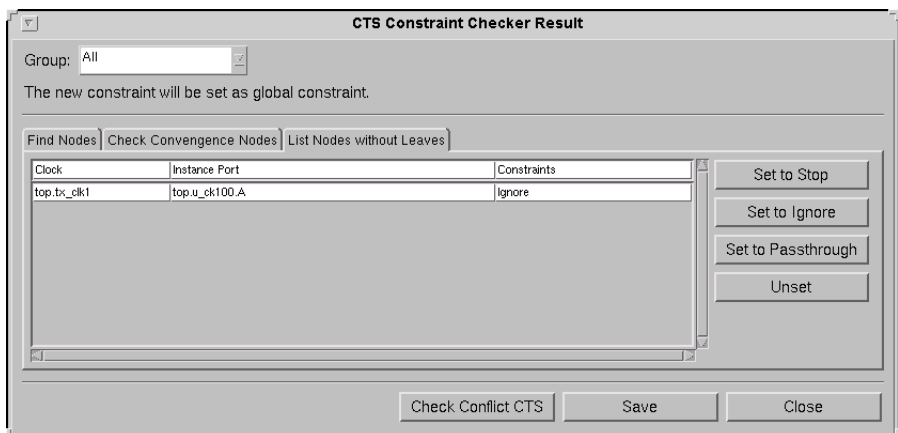 CTS Constraint Checker Result
Group: All
The new constraint will be set as global constraint.
Find Nodes Check Convengence Nodes List Nodes without Leaves
Clock Instance Port Constraints
top.tx_clk1 top.u_ck100.A Ignore
Set to Stop
Set to Ignore
Set to Passthrough
Unset
Check Conflict CTS Save Close